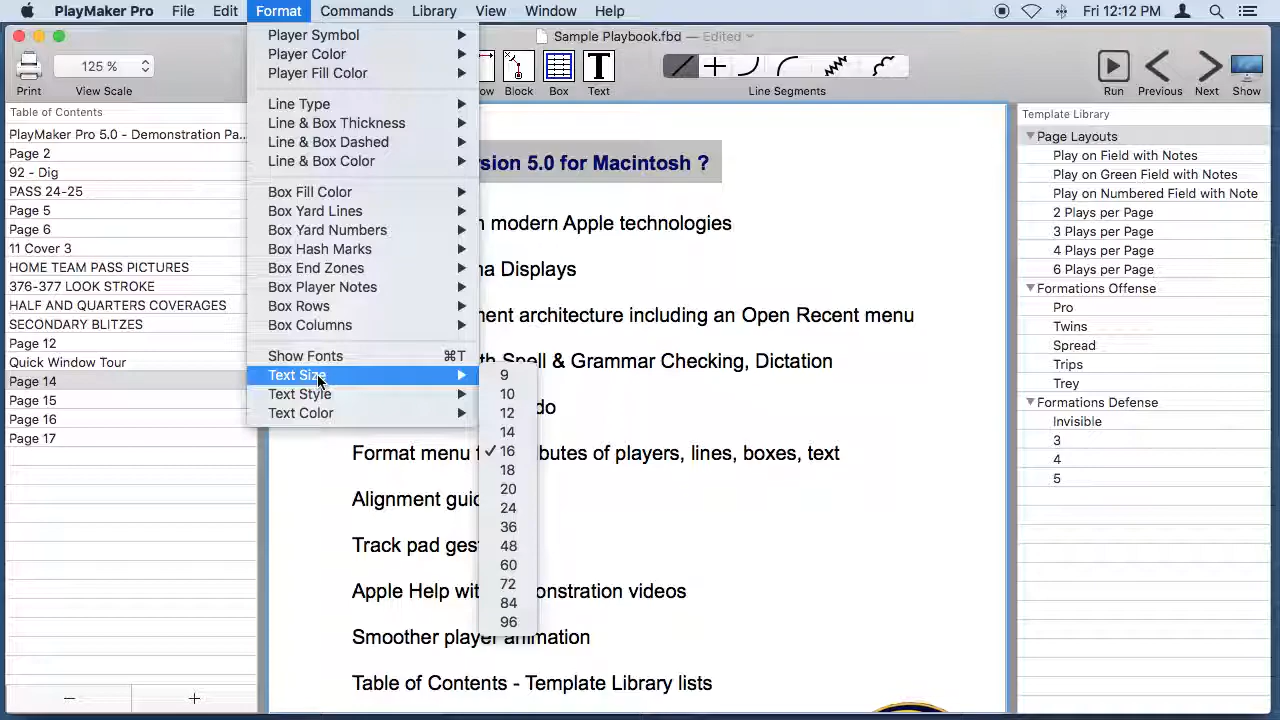 PlayMaker Pro File Edit Format Commands Library View Window Help Fri 12:12 PM
Sample Playbook.fbd — Edited
125 %
Print View Scale Block Box Text Line Segments Run Previous Next Show
Table of Contents
PlayMaker Pro 5.0 - Demonstration Pa...
Page 2
92 - Dig
PASS 24-25
Page 5
Page 6
11 Cover 3
HOME TEAM PASS PICTURES
376-377 LOOK STROKE
HALF AND QUARTERS COVERAGES
SECONDARY BLITZES
Page 12
Quick Window Tour
Page 14
Page 15
Page 16
Page 17
Player Symbol
Player Color
Player Fill Color
Line Type
Line & Box Thickness
Line & Box Dashed
Line & Box Color
Box Fill Color
Box Yard Lines
Box Yard Numbers
Box Hash Marks
Box End Zones
Box Player Notes
Box Rows
Box Columns
Show Fonts ⌘T
Text Size
Text Style
Text Color
9
10
12
14
✓ 16
18
20
24
36
48
60
72
84
96
5.0 for Macintosh ?
modern Apple technologies
Displays
architecture including an Open Recent menu
Spell & Grammar Checking, Dictation
Format menu of players, lines, boxes, text
Alignment
Track pad
Apple Help videos
Smoother player animation
Table of Contents - Template Library lists
Template Library
Page Layouts
Play on Field with Notes
Play on Green Field with Notes
Play on Numbered Field with Note
2 Plays per Page
3 Plays per Page
4 Plays per Page
6 Plays per Page
Formations Offense
Pro
Twins
Spread
Trips
Trey
Formations Defense
Invisible
3
4
5